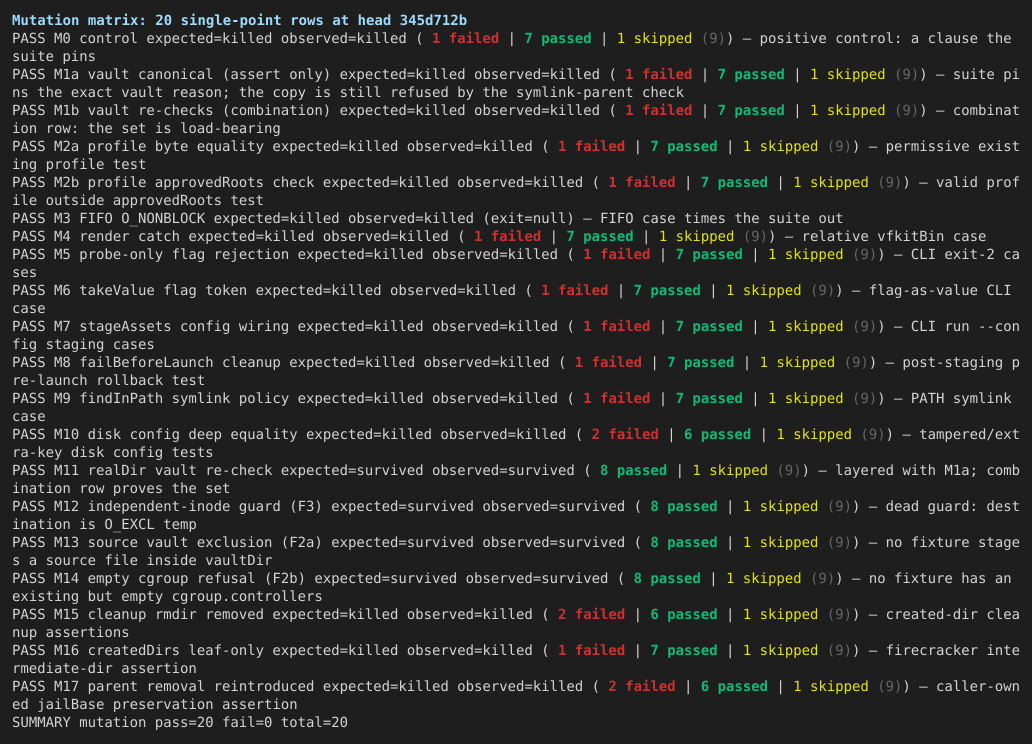 Mutation matrix: 20 single-point rows at head 345d712b
PASS M0 control expected=killed observed=killed ( 1 failed | 7 passed | 1 skipped (9)) — positive control: a clause the
suite pins
PASS M1a vault canonical (assert only) expected=killed observed=killed ( 1 failed | 7 passed | 1 skipped (9)) — suite pi
ns the exact vault reason; the copy is still refused by the symlink-parent check
PASS M1b vault re-checks (combination) expected=killed observed=killed ( 1 failed | 7 passed | 1 skipped (9)) — combinat
ion row: the set is load-bearing
PASS M2a profile byte equality expected=killed observed=killed ( 1 failed | 7 passed | 1 skipped (9)) — permissive exist
ing profile test
PASS M2b profile approvedRoots check expected=killed observed=killed ( 1 failed | 7 passed | 1 skipped (9)) — valid prof
ile outside approvedRoots test
PASS M3 FIFO O_NONBLOCK expected=killed observed=killed (exit=null) — FIFO case times the suite out
PASS M4 render catch expected=killed observed=killed ( 1 failed | 7 passed | 1 skipped (9)) — relative vfkitBin case
PASS M5 probe-only flag rejection expected=killed observed=killed ( 1 failed | 7 passed | 1 skipped (9)) — CLI exit-2 ca
ses
PASS M6 takeValue flag token expected=killed observed=killed ( 1 failed | 7 passed | 1 skipped (9)) — flag-as-value CLI
case
PASS M7 stageAssets config wiring expected=killed observed=killed ( 1 failed | 7 passed | 1 skipped (9)) — CLI run --con
fig staging cases
PASS M8 failBeforeLaunch cleanup expected=killed observed=killed ( 1 failed | 7 passed | 1 skipped (9)) — post-staging p
re-launch rollback test
PASS M9 findInPath symlink policy expected=killed observed=killed ( 1 failed | 7 passed | 1 skipped (9)) — PATH symlink
case
PASS M10 disk config deep equality expected=killed observed=killed ( 2 failed | 6 passed | 1 skipped (9)) — tampered/ext
ra-key disk config tests
PASS M11 realDir vault re-check expected=survived observed=survived ( 8 passed | 1 skipped (9)) — layered with M1a; comb
ination row proves the set
PASS M12 independent-inode guard (F3) expected=survived observed=survived ( 8 passed | 1 skipped (9)) — dead guard: dest
ination is O_EXCL temp
PASS M13 source vault exclusion (F2a) expected=survived observed=survived ( 8 passed | 1 skipped (9)) — no fixture stage
s a source file inside vaultDir
PASS M14 empty cgroup refusal (F2b) expected=survived observed=survived ( 8 passed | 1 skipped (9)) — no fixture has an
existing but empty cgroup.controllers
PASS M15 cleanup rmdir removed expected=killed observed=killed ( 2 failed | 6 passed | 1 skipped (9)) — created-dir clea
nup assertions
PASS M16 createdDirs leaf-only expected=killed observed=killed ( 1 failed | 7 passed | 1 skipped (9)) — firecracker inte
rmediate-dir assertion
PASS M17 parent removal reintroduced expected=killed observed=killed ( 2 failed | 6 passed | 1 skipped (9)) — caller-own
ed jailBase preservation assertion
SUMMARY mutation pass=20 fail=0 total=20